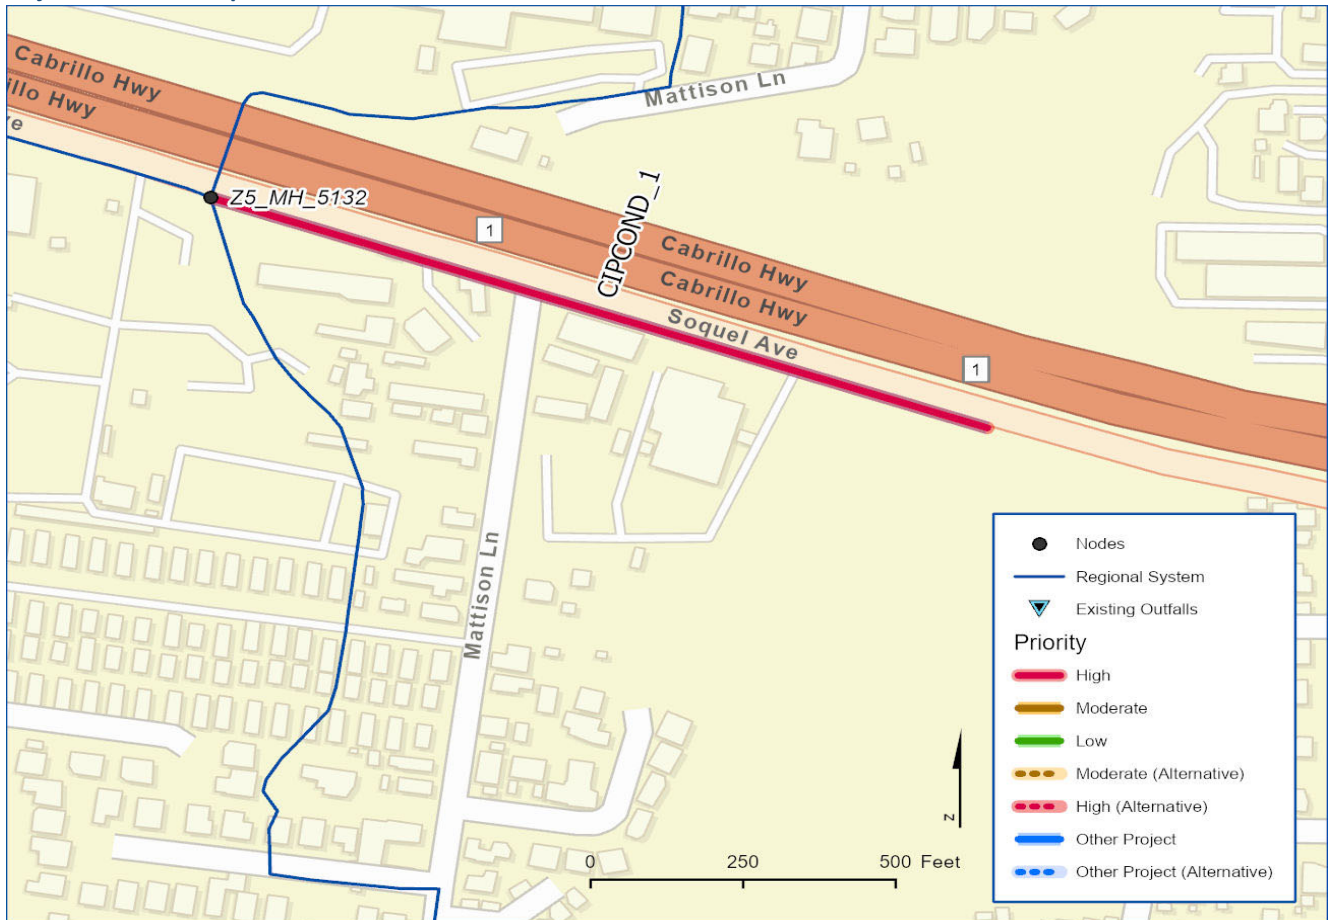 Cabrillo Hwy
illo Hwy
ve
Mattison Ln
Z5_MH_5132
1
CIPCOND_1
Cabrillo Hwy
Cabrillo Hwy
Soquel Ave
1
Mattison Ln
Nodes
Regional System
Existing Outfalls
Priority
High
Moderate
Low
Moderate (Alternative)
High (Alternative)
Other Project
Other Project (Alternative)
z
0 250 500 Feet